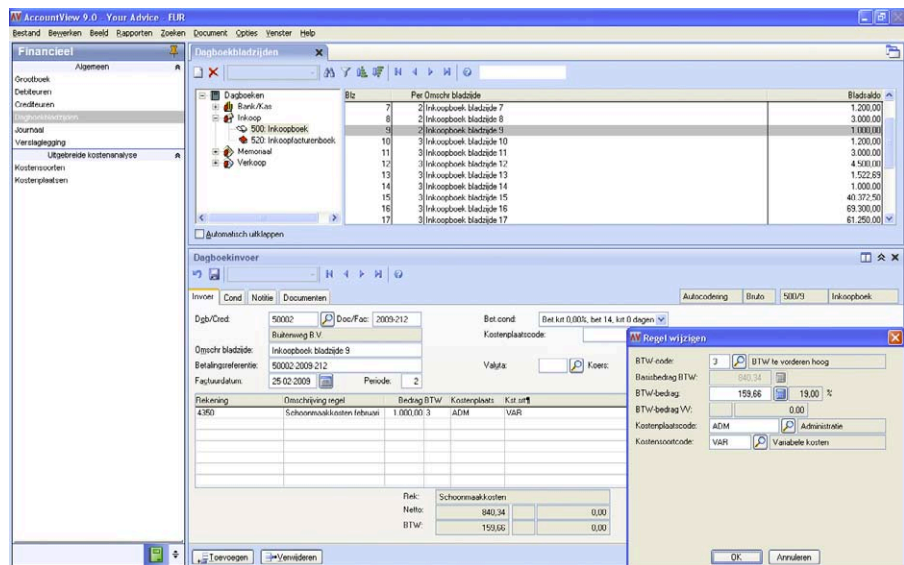 AccountView 9.0 - Your Advice - EUR
Bestand Bewerken Beeld Rapporten Zoeken Document Opties Venster Help
Financieel
Algemeen
Grootboek
Debiteuren
Crediteuren
Dagboekbladzijden
Journaal
Verslaglegging
Uitgebreide kostenanalyse
Kostensoorten
Kostenplaatsen
Dagboekbladzijden
Dagboeken
Bank/Kas
Inkoop
500: Inkoopboek
520: Inkoopfacturenboek
Memoriaal
Verkoop
Automatisch uitklappen
Blz Per Omschr bladzijde Bladsaldo
7 2 Inkoopboek bladzijde 7 1.200,00
8 2 Inkoopboek bladzijde 8 3.000,00
9 2 Inkoopboek bladzijde 9 1.000,00
10 3 Inkoopboek bladzijde 10 1.200,00
11 3 Inkoopboek bladzijde 11 3.000,00
12 3 Inkoopboek bladzijde 12 4.500,00
13 3 Inkoopboek bladzijde 13 1.522,69
14 3 Inkoopboek bladzijde 14 1.000,00
15 3 Inkoopboek bladzijde 15 40.372,50
16 3 Inkoopboek bladzijde 16 69.300,00
17 3 Inkoopboek bladzijde 17 61.250,00
Dagboekinvoer
Invoer Cond Notitie Documenten
Autocodering Bruto 500/9 Inkoopboek
Deb/Cred: 50002 Doc/Fac: 2009-212 Bet.cond: Bet.krt 0,00%, bet 14, krt 0 dagen
Buitenweg B.V. Kostenplaatscode:
Omschr bladzijde: Inkoopboek bladzijde 9
Betalingsreferentie: 50002 2009-212 Valuta: Koers:
Factuurdatum: 25-02-2009 Periode: 2
Rekening Omschrijving regel Bedrag BTW Kostenplaats Kst.srt¶
4350 Schoonmaakkosten februari 1.000,00 3 ADM VAR
Rek: Schoonmaakkosten
Netto: 840,34 0,00
BTW: 159,66 0,00
Toevoegen Verwijderen
Regel wijzigen
BTW-code: 3 BTW te vorderen hoog
Basisbedrag BTW: 840,34
BTW-bedrag: 159,66 19,00 %
BTW-bedrag VV: 0,00
Kostenplaatscode: ADM Administratie
Kostensoortcode: VAR Variabele kosten
OK Annuleren